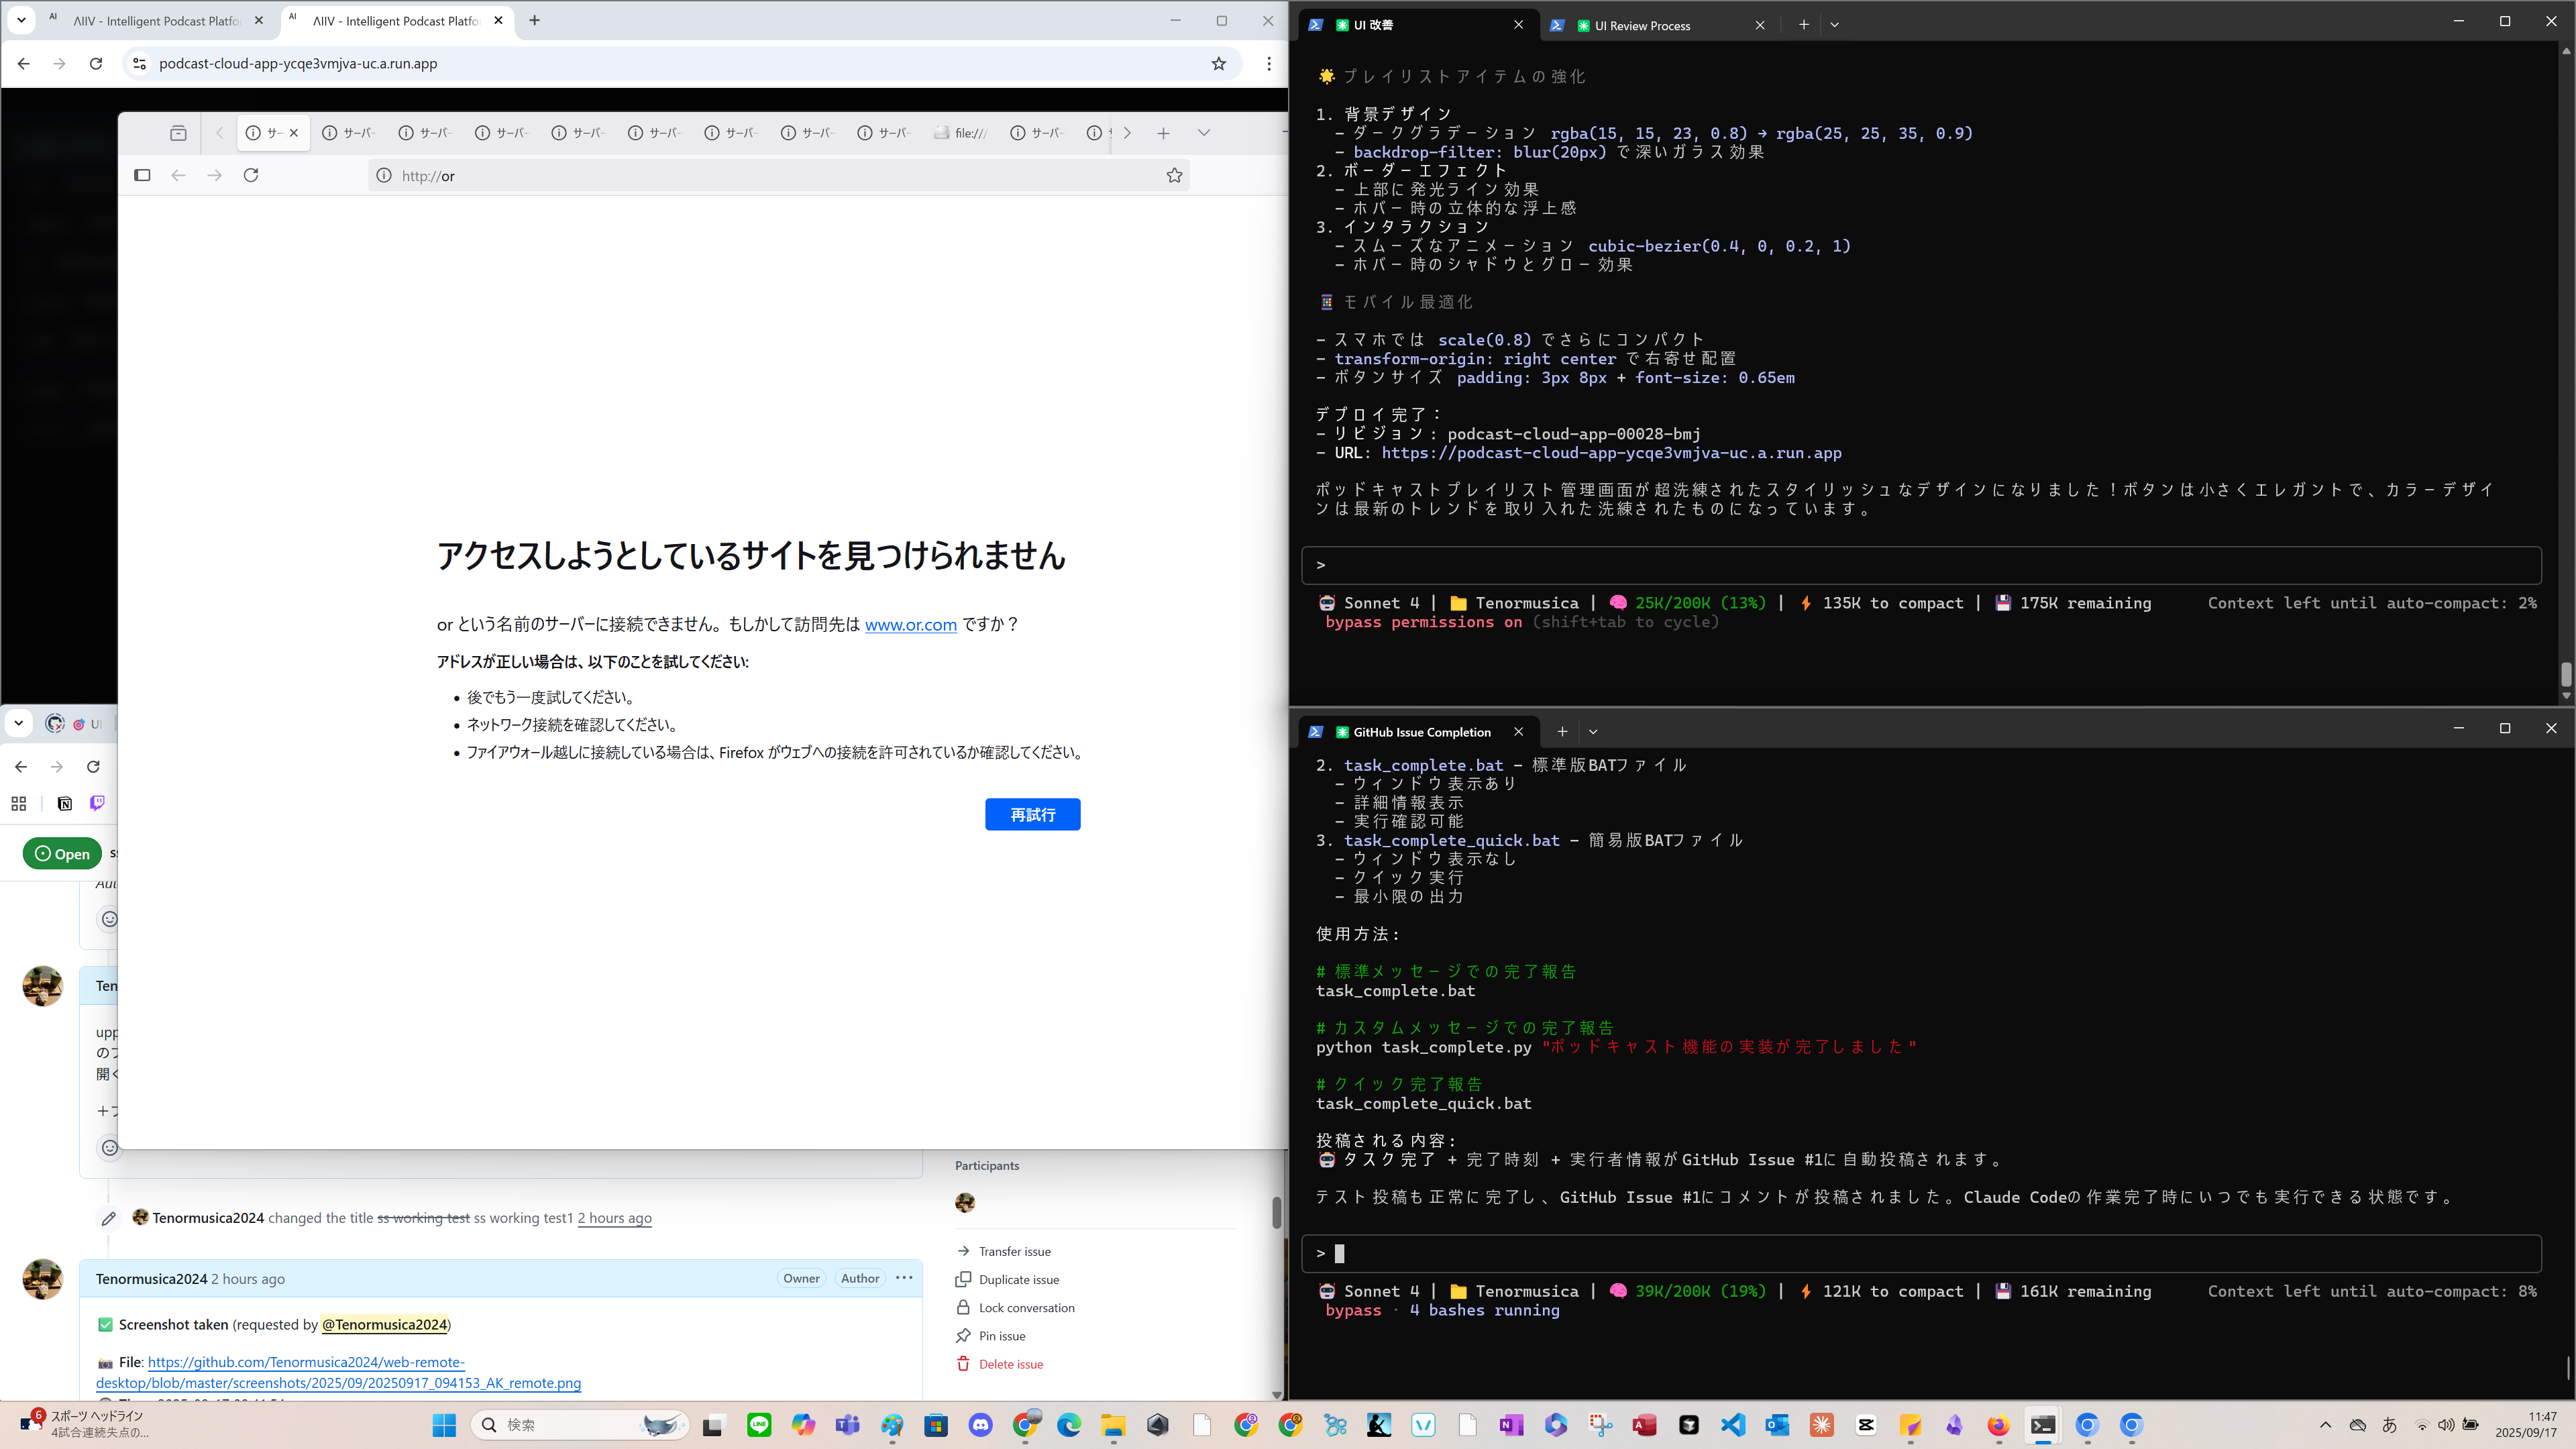 ΛIIV - Intelligent Podcast Platfo
ΛIIV - Intelligent Podcast Platfo
podcast-cloud-app-ycqe3vmjva-uc.a.run.app
サー
サーバー
サーバー
サーバー
サーバー
サーバー
サーバー
サーバー
サーバー
file:///
サーバー
http://or
アクセスしようとしているサイトを見つけられません
or という名前のサーバーに接続できません。もしかして訪問先は www.or.com ですか？
アドレスが正しい場合は、以下のことを試してください:
• 後でもう一度試してください。
• ネットワーク接続を確認してください。
• ファイアウォール越しに接続している場合は、Firefox がウェブへの接続を許可されているか確認してください。
再試行
Open
Participants
Tenormusica2024 changed the title ss working test ss working test1 2 hours ago
Tenormusica2024 2 hours ago
Owner
Author
Screenshot taken (requested by @Tenormusica2024)
File: https://github.com/Tenormusica2024/web-remote-
desktop/blob/master/screenshots/2025/09/20250917_094153_AK_remote.png
Transfer issue
Duplicate issue
Lock conversation
Pin issue
Delete issue
UI 改善
UI Review Process
プレイリストアイテムの強化
1. 背景デザイン
- ダークグラデーション rgba(15, 15, 23, 0.8) → rgba(25, 25, 35, 0.9)
- backdrop-filter: blur(20px) で深いガラス効果
2. ボーダーエフェクト
- 上部に発光ライン効果
- ホバー時の立体的な浮上感
3. インタラクション
- スムーズなアニメーション cubic-bezier(0.4, 0, 0.2, 1)
- ホバー時のシャドウとグロー効果
モバイル最適化
- スマホでは scale(0.8) でさらにコンパクト
- transform-origin: right center で右寄せ配置
- ボタンサイズ padding: 3px 8px + font-size: 0.65em
デプロイ完了:
- リビジョン: podcast-cloud-app-00028-bmj
- URL: https://podcast-cloud-app-ycqe3vmjva-uc.a.run.app
ポッドキャストプレイリスト管理画面が超洗練されたスタイリッシュなデザインになりました！ボタンは小さくエレガントで、カラーデザイ
ンは最新のトレンドを取り入れた洗練されたものになっています。
>
Sonnet 4 | Tenormusica | 25K/200K (13%) | 135K to compact | 175K remaining Context left until auto-compact: 2%
bypass permissions on (shift+tab to cycle)
GitHub Issue Completion
2. task_complete.bat - 標準版BATファイル
- ウィンドウ表示あり
- 詳細情報表示
- 実行確認可能
3. task_complete_quick.bat - 簡易版BATファイル
- ウィンドウ表示なし
- クイック実行
- 最小限の出力
使用方法:
# 標準メッセージでの完了報告
task_complete.bat
# カスタムメッセージでの完了報告
python task_complete.py "ポッドキャスト機能の実装が完了しました"
# クイック完了報告
task_complete_quick.bat
投稿される内容:
タスク完了 + 完了時刻 + 実行者情報がGitHub Issue #1に自動投稿されます。
テスト投稿も正常に完了し、GitHub Issue #1にコメントが投稿されました。Claude Codeの作業完了時にいつでも実行できる状態です。
>
Sonnet 4 | Tenormusica | 39K/200K (19%) | 121K to compact | 161K remaining Context left until auto-compact: 8%
bypass · 4 bashes running
6
スポーツ ヘッドライン
4試合連続失点の...
検索
あ
11:47
2025/09/17